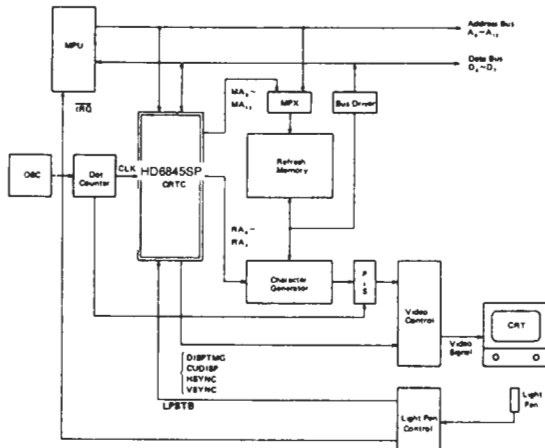 MPU
Address Bus
A₀~A₁₅
Data Bus
D₀~D₇
IRQ
MA₀~
MA₁₃
MPX
Bus Driver
OSC
Dot
Counter
CLK
HD6845SP
CRTC
Refresh
Memory
RA₀~
RA₄
Character
Generator
P
S
Video
Control
CRT
Video
Signal
DISPTMG
CUDISP
HSYNC
VSYNC
LPSTB
Light Pen
Control
Light
Pen